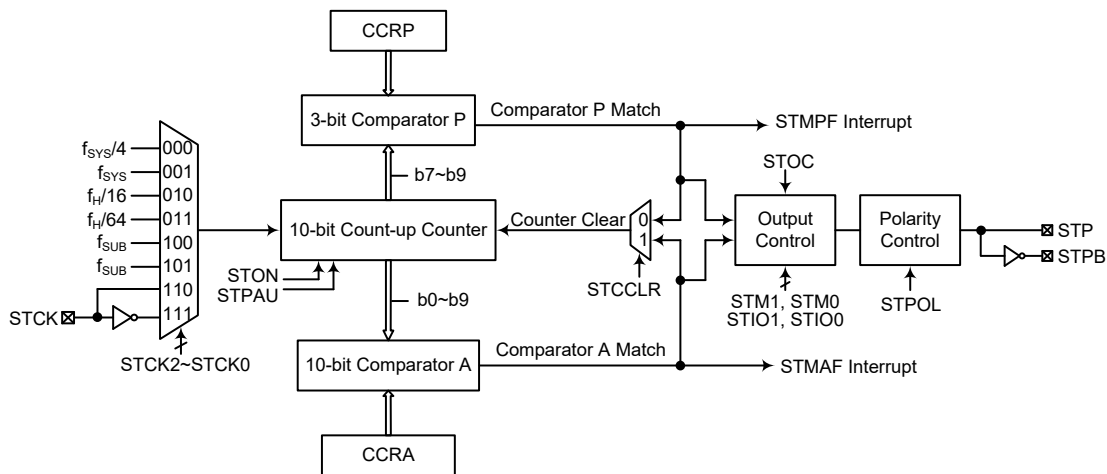 CCRP
3-bit Comparator P
Comparator P Match
STMPF Interrupt
b7~b9
fSYS/4
fSYS
fH/16
fH/64
fSUB
fSUB
000
001
010
011
100
101
110
111
STCK
STCK2~STCK0
10-bit Count-up Counter
STON
STPAU
Counter Clear
0
1
STCCLR
STOC
Output
Control
STM1, STM0
STIO1, STIO0
Polarity
Control
STPOL
STP
STPB
b0~b9
10-bit Comparator A
Comparator A Match
STMAF Interrupt
CCRA